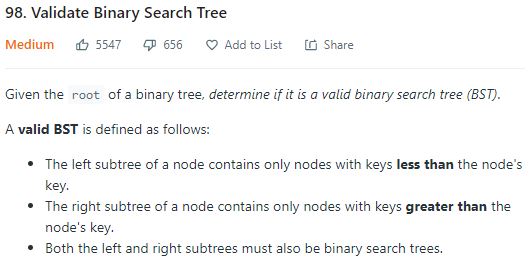 98. Validate Binary Search Tree
Medium 5547 656 Add to List Share
Given the root of a binary tree, determine if it is a valid binary search tree (BST).
A valid BST is defined as follows:
• The left subtree of a node contains only nodes with keys less than the node's
key.
• The right subtree of a node contains only nodes with keys greater than the
node's key.
• Both the left and right subtrees must also be binary search trees.